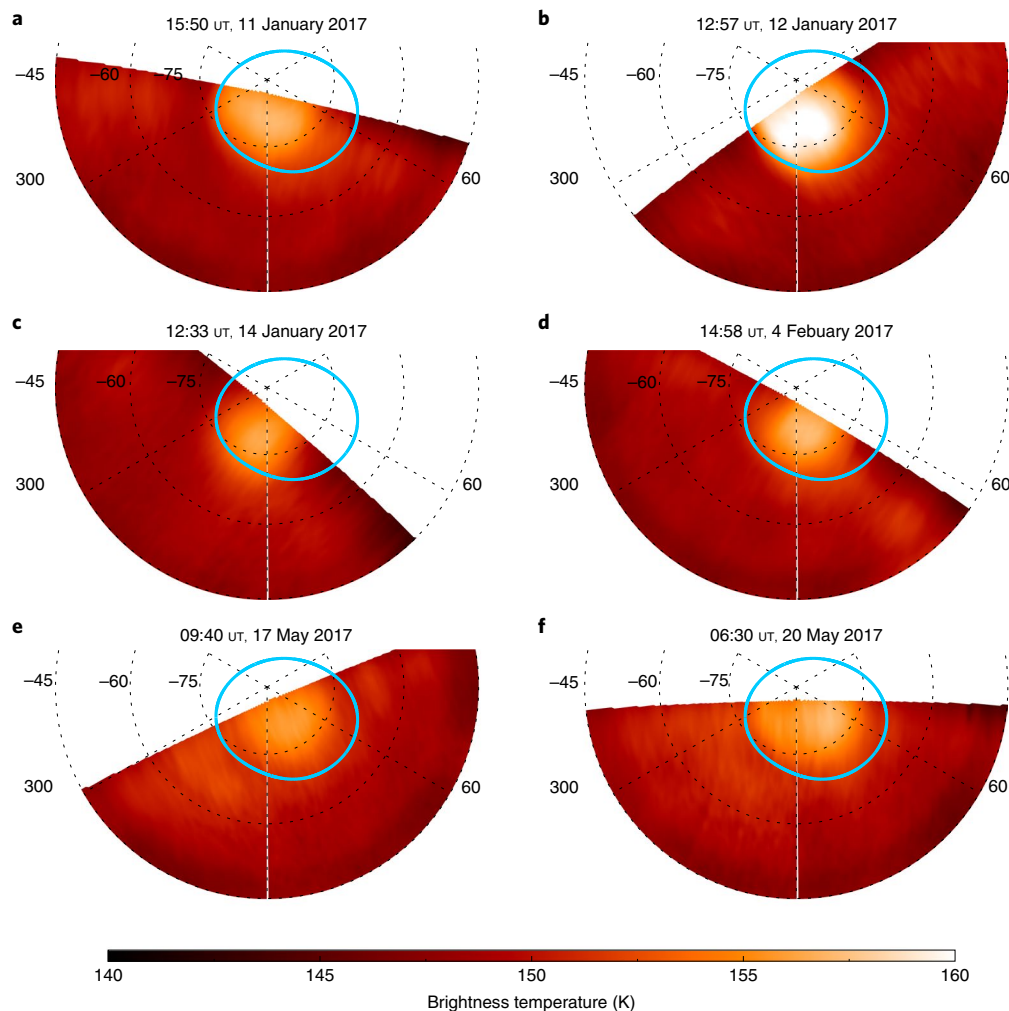 a
15:50 UT, 11 January 2017
−45
−60
−75
300
60
b
12:57 UT, 12 January 2017
−45
−60
−75
300
60
c
12:33 UT, 14 January 2017
−45
−60
−75
300
60
d
14:58 UT, 4 Febuary 2017
−45
−60
−75
300
60
e
09:40 UT, 17 May 2017
−45
−60
−75
300
60
f
06:30 UT, 20 May 2017
−45
−60
−75
300
60
140 145 150 155 160
Brightness temperature (K)